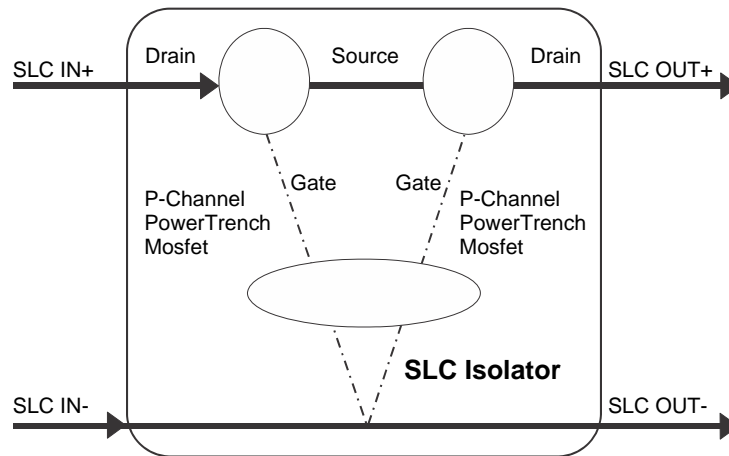 Drain Source Drain
SLC IN+ SLC OUT+
Gate Gate
P-Channel
PowerTrench
Mosfet
P-Channel
PowerTrench
Mosfet
SLC Isolator
SLC IN- SLC OUT-